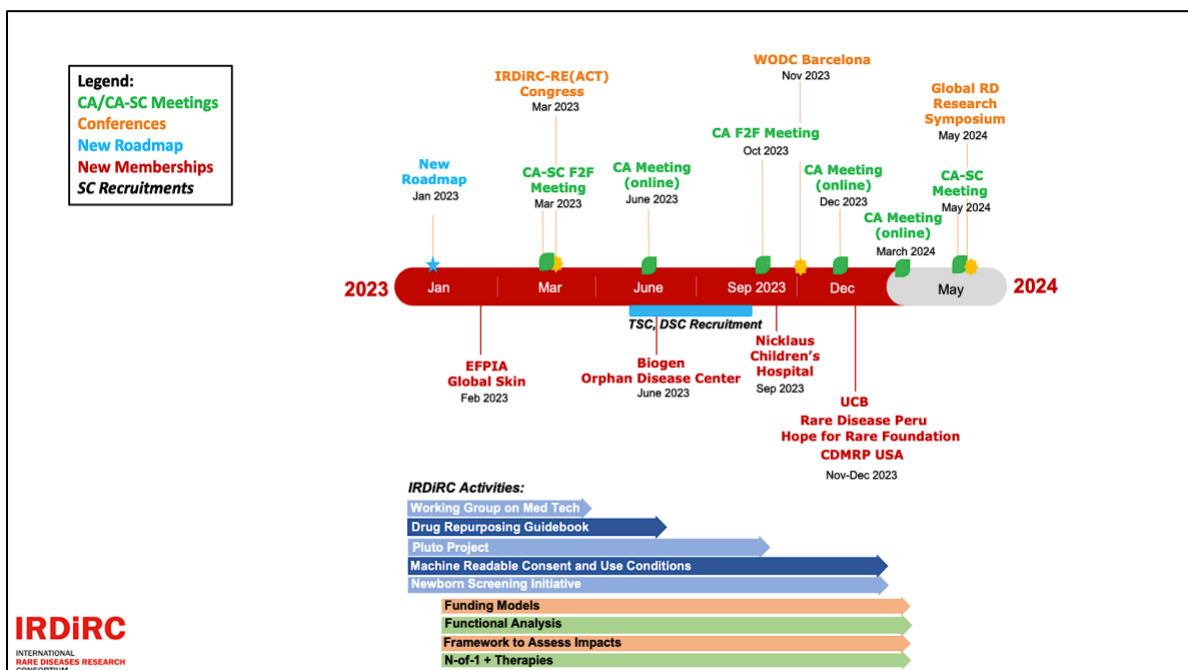 Legend:
CA/CA-SC Meetings
Conferences
New Roadmap
New Memberships
SC Recruitments
New
Roadmap
Jan 2023
IRDiRC-RE(ACT)
Congress
Mar 2023
CA-SC F2F
Meeting
Mar 2023
CA Meeting
(online)
June 2023
WODC Barcelona
Nov 2023
CA F2F Meeting
Oct 2023
CA Meeting
(online)
Dec 2023
CA Meeting
(online)
March 2024
Global RD
Research
Symposium
May 2024
CA-SC
Meeting
May 2024
2023
Jan
Mar
June
Sep 2023
Dec
May
2024
TSC, DSC Recruitment
EFPIA
Global Skin
Feb 2023
Biogen
Orphan Disease Center
June 2023
Nicklaus
Children's
Hospital
Sep 2023
UCB
Rare Disease Peru
Hope for Rare Foundation
CDMRP USA
Nov-Dec 2023
IRDiRC Activities:
Working Group on Med Tech
Drug Repurposing Guidebook
Pluto Project
Machine Readable Consent and Use Conditions
Newborn Screening Initiative
Funding Models
Functional Analysis
Framework to Assess Impacts
N-of-1 + Therapies
IRDiRC
INTERNATIONAL
RARE DISEASES RESEARCH
CONSORTIUM